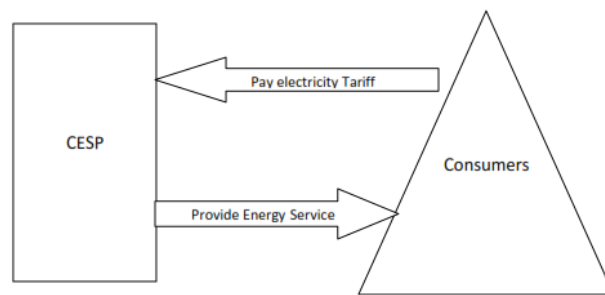 Pay electricity Tariff
CESP
Consumers
Provide Energy Service